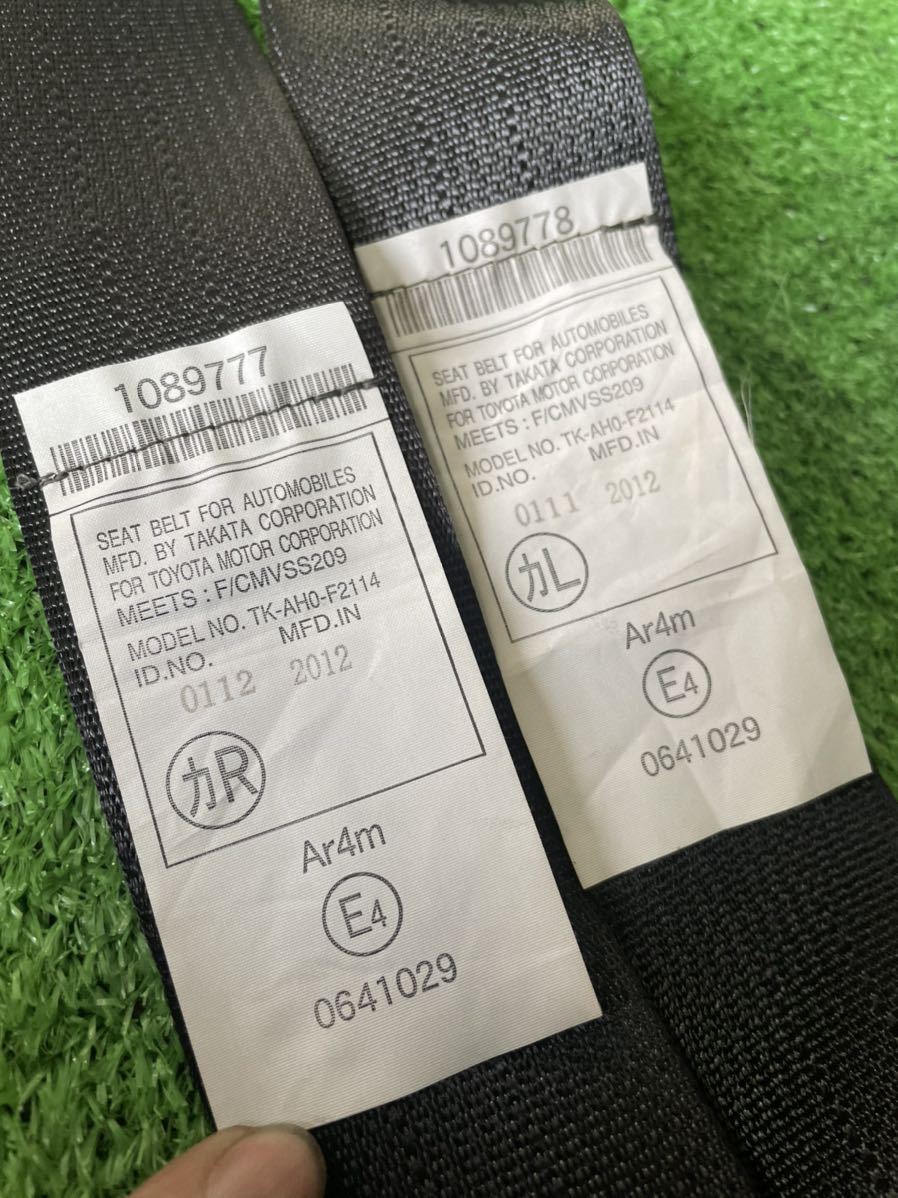 1089777
SEAT BELT FOR AUTOMOBILES
MFD. BY TAKATA CORPORATION
FOR TOYOTA MOTOR CORPORATION
MEETS : F/CMVSS209
MODEL NO. TK-AH0-F2114
ID.NO. MFD.IN
0112 2012
カR
Ar4m
E4
0641029
1089778
SEAT BELT FOR AUTOMOBILES
MFD. BY TAKATA CORPORATION
FOR TOYOTA MOTOR CORPORATION
MEETS : F/CMVSS209
MODEL NO. TK-AH0-F2114
ID.NO. MFD.IN
0111 2012
カL
Ar4m
E4
0641029